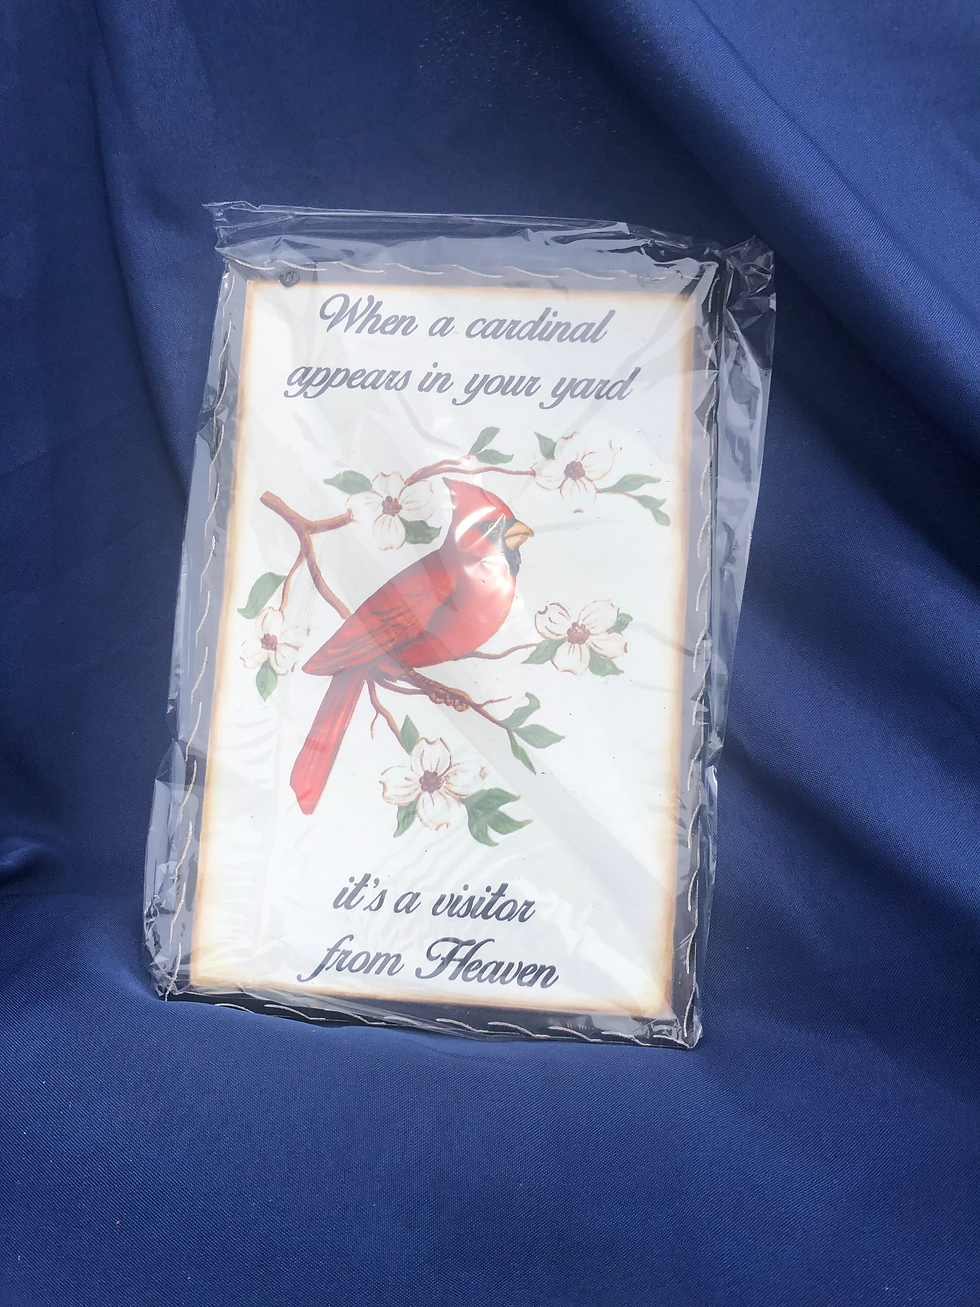 When a cardinal
appears in your yard
it's a visitor
from Heaven